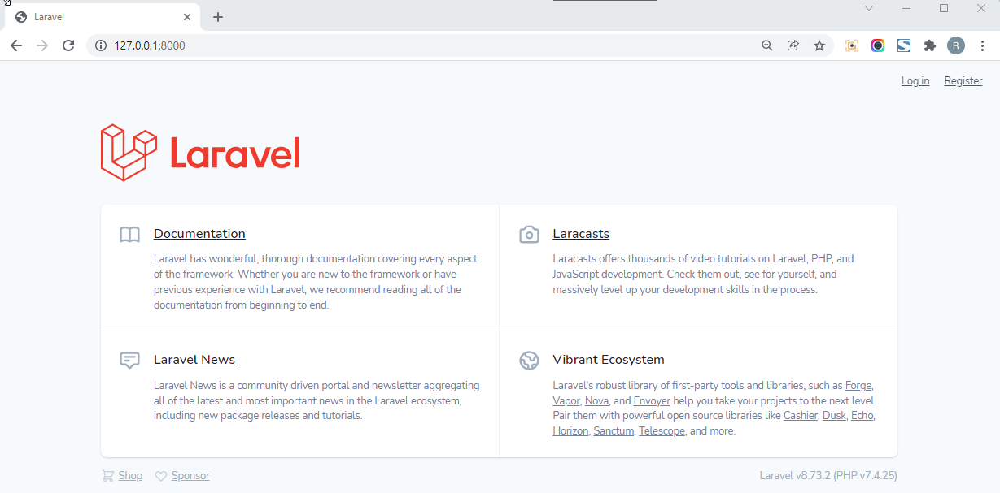 Laravel
127.0.0.1:8000
R
Log in Register
Laravel
Documentation
Laravel has wonderful, thorough documentation covering every aspect
of the framework. Whether you are new to the framework or have
previous experience with Laravel, we recommend reading all of the
documentation from beginning to end.
Laracasts
Laracasts offers thousands of video tutorials on Laravel, PHP, and
JavaScript development. Check them out, see for yourself, and
massively level up your development skills in the process.
Laravel News
Laravel News is a community driven portal and newsletter aggregating
all of the latest and most important news in the Laravel ecosystem,
including new package releases and tutorials.
Vibrant Ecosystem
Laravel's robust library of first-party tools and libraries, such as Forge,
Vapor, Nova, and Envoyer help you take your projects to the next level.
Pair them with powerful open source libraries like Cashier, Dusk, Echo,
Horizon, Sanctum, Telescope, and more.
Shop Sponsor
Laravel v8.73.2 (PHP v7.4.25)